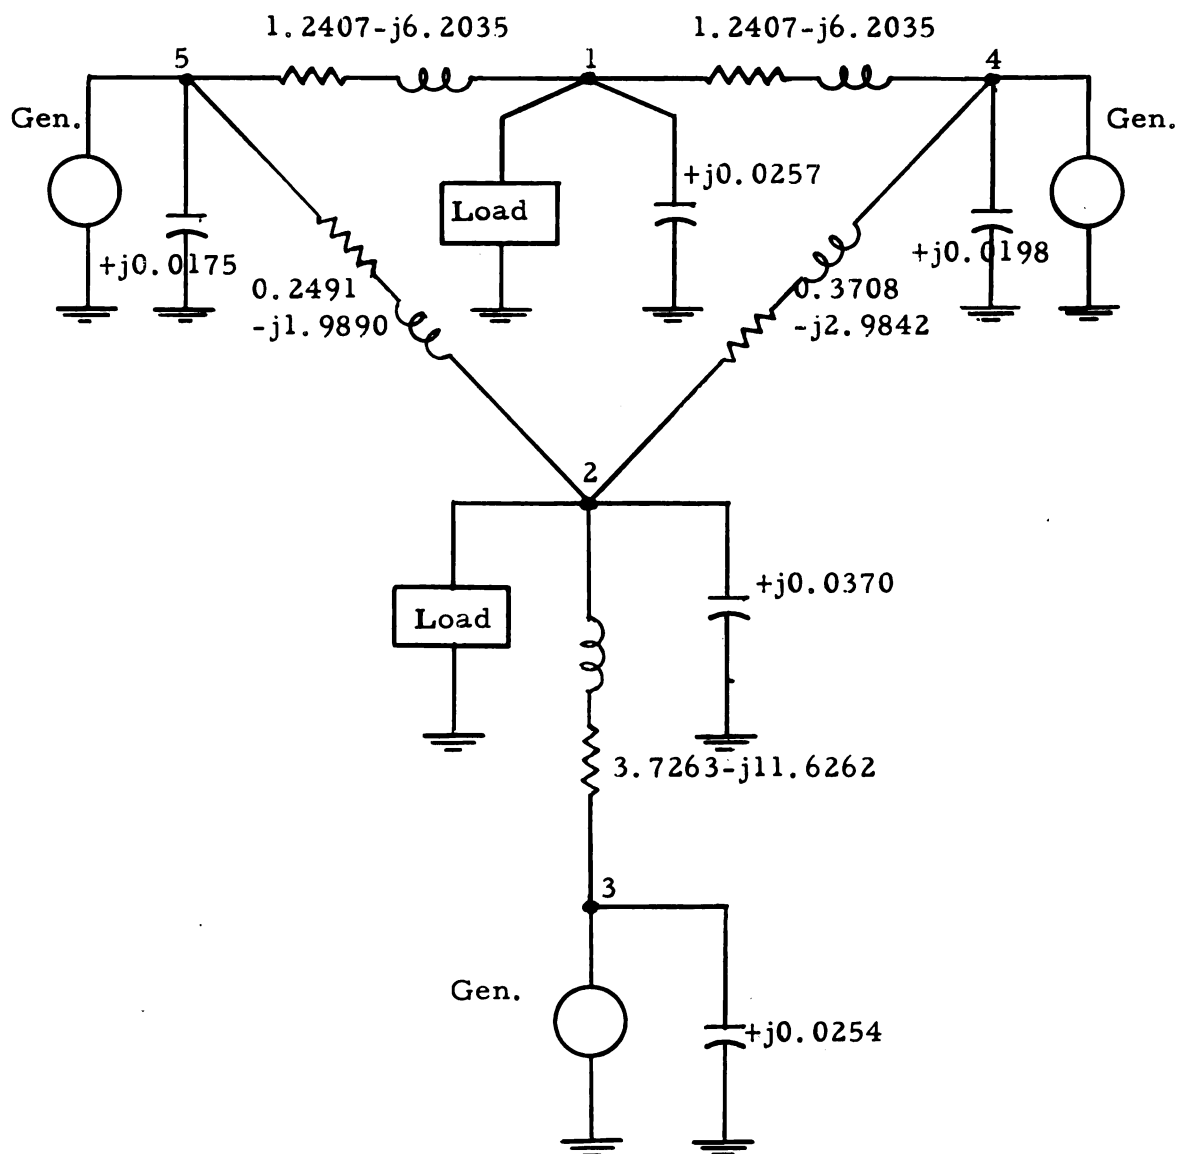 1.2407-j6.2035
1.2407-j6.2035
5
1
4
Gen.
Gen.
+j0.0257
Load
+j0.0175
+j0.0198
0.2491
-j1.9890
0.3708
-j2.9842
2
+j0.0370
Load
3.7263-j11.6262
3
Gen.
+j0.0254